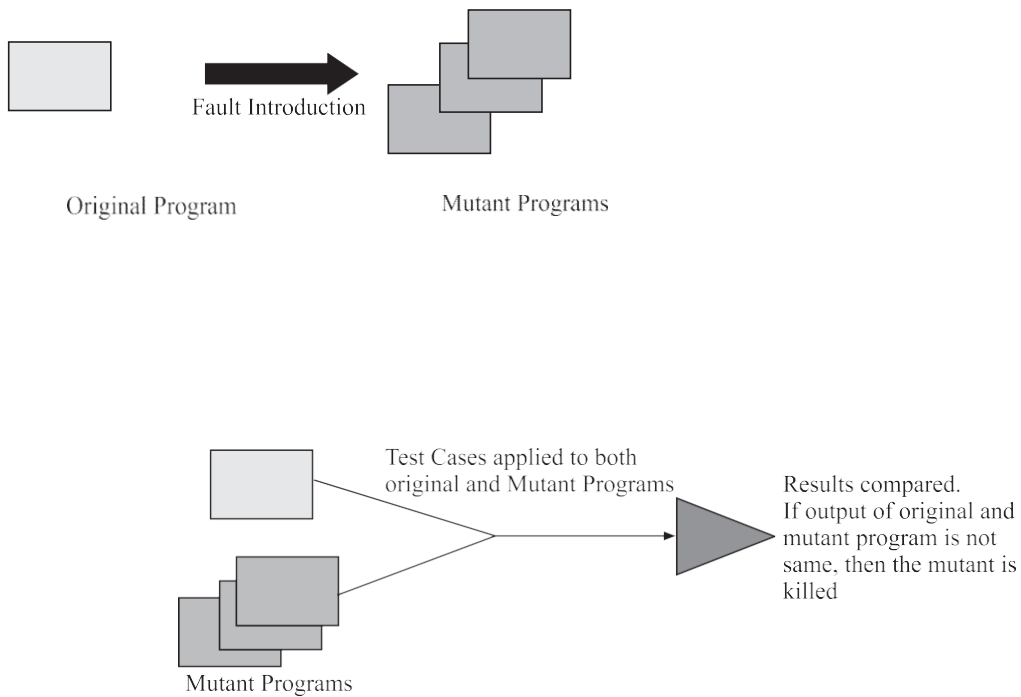 Fault Introduction
Original Program
Mutant Programs
Test Cases applied to both
original and Mutant Programs
Results compared.
If output of original and
mutant program is not
same, then the mutant is
killed
Mutant Programs